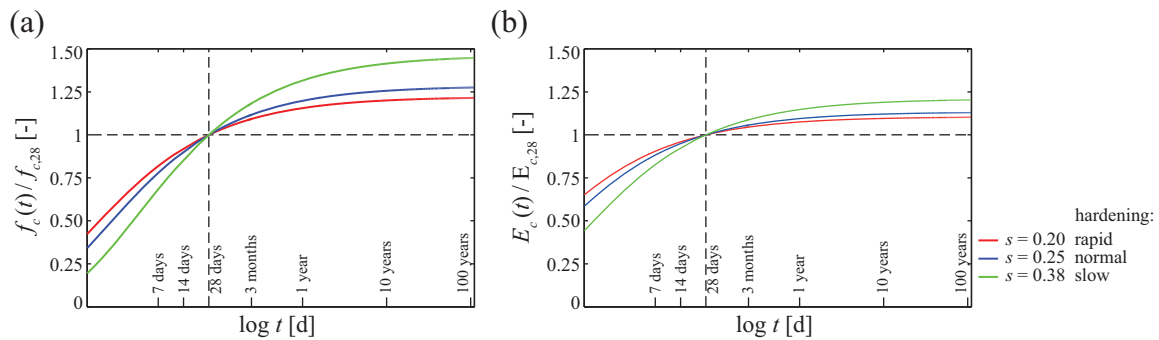 (a)
1.50
1.25
1
0.75
0.50
0.25
0
f_c(t) / f_{c,28} [-]
7 days
14 days
28 days
3 months
1 year
10 years
100 years
log t [d]
(b)
1.50
1.25
1
0.75
0.50
0.25
0
E_c(t) / E_{c,28} [-]
7 days
14 days
28 days
3 months
1 year
10 years
100 years
log t [d]
hardening:
s = 0.20 rapid
s = 0.25 normal
s = 0.38 slow